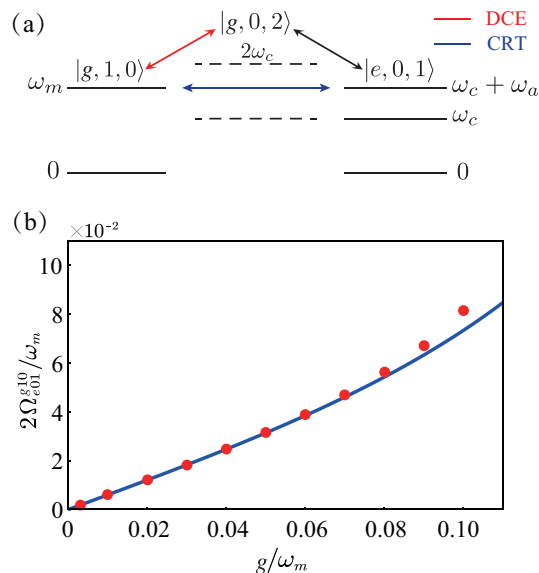 (a)
|g,0,2⟩
DCE
CRT
|g,1,0⟩
2ω_c
|e,0,1⟩
ω_m
ω_c + ω_a
ω_c
0
0
(b)
×10^{-2}
10
8
6
4
2
0
2Ω^{g10}_{e01}/ω_m
0 0.02 0.04 0.06 0.08 0.10
g/ω_m